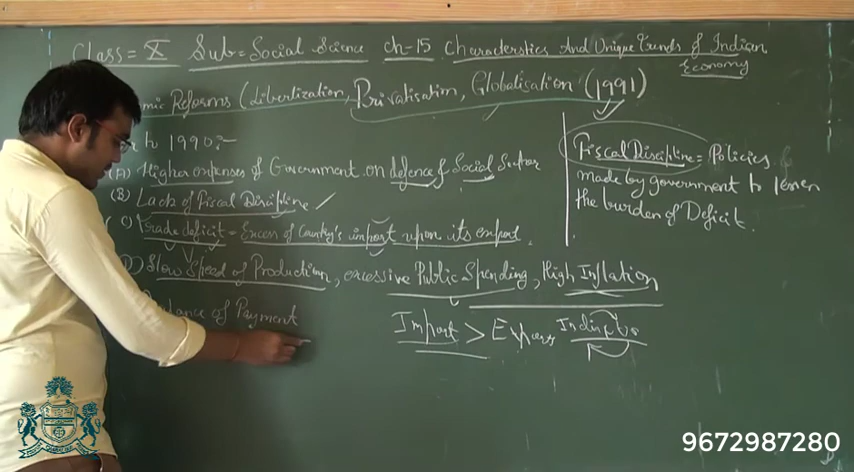 Class = X Sub = Social Science ch-15 Characterstics And Unique Trends of Indian
Economy
mic Reforms (Libertization, Privatisation, Globalisation (1991)
r to 1990:-
(A) Higher expenses of Government on defence & Social Sector
(B) Lack of Fiscal Discipline
(C) Trade deficit = Excess of Country's import upon its export.
(D) Slow Speed of Production, excessive Public Spending, High Inflation
of Payment
Import >
Fiscal Discipline = Policies
made by government to lessen
the burden of Deficit.
9672987280